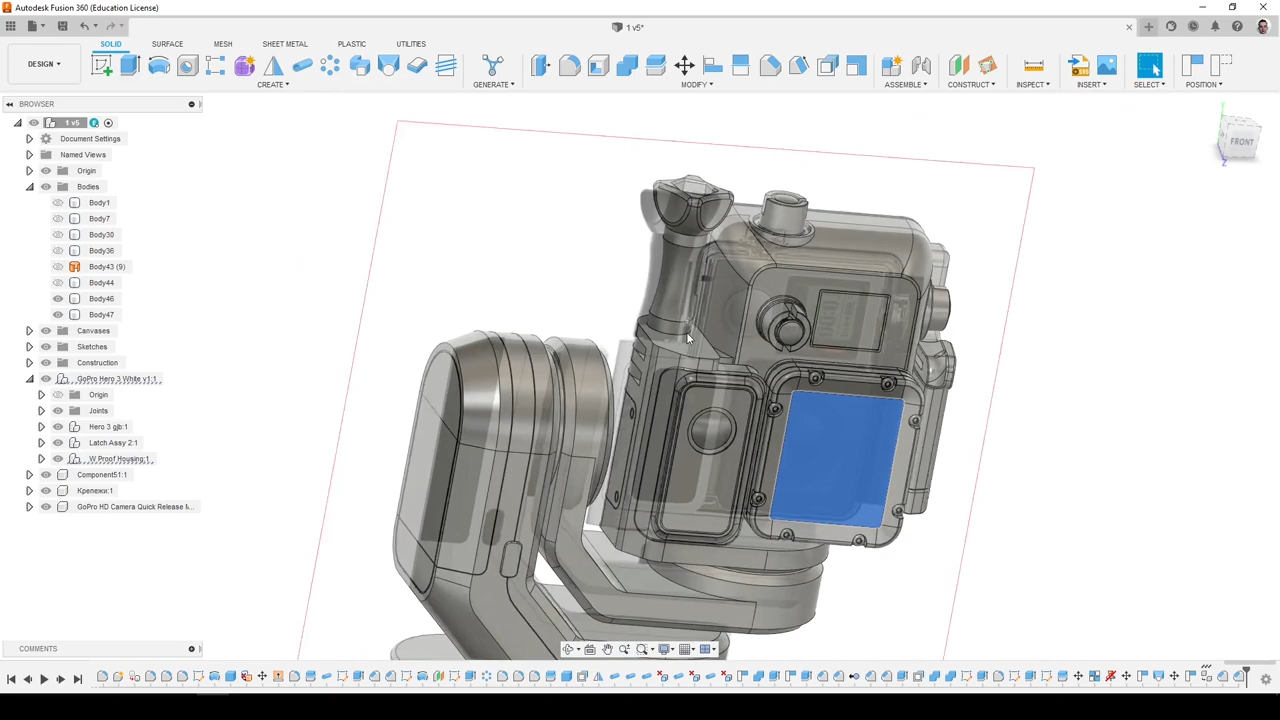 Autodesk Fusion 360 (Education License)
1 v5*
SOLID SURFACE MESH SHEET METAL PLASTIC UTILITIES
DESIGN
CREATE GENERATE MODIFY ASSEMBLE CONSTRUCT INSPECT INSERT SELECT POSITION
BROWSER
1 v5
Document Settings
Named Views
Origin
Bodies
Body1
Body7
Body30
Body36
Body43 (9)
Body44
Body46
Body47
Canvases
Sketches
Construction
GoPro Hero 3 White v1:1
Origin
Joints
Hero 3 gjb:1
Latch Assy 2:1
W Proof Housing:1
Component51:1
Крепежи:1
GoPro HD Camera Quick Release M...
FRONT
Y
Z
COMMENTS